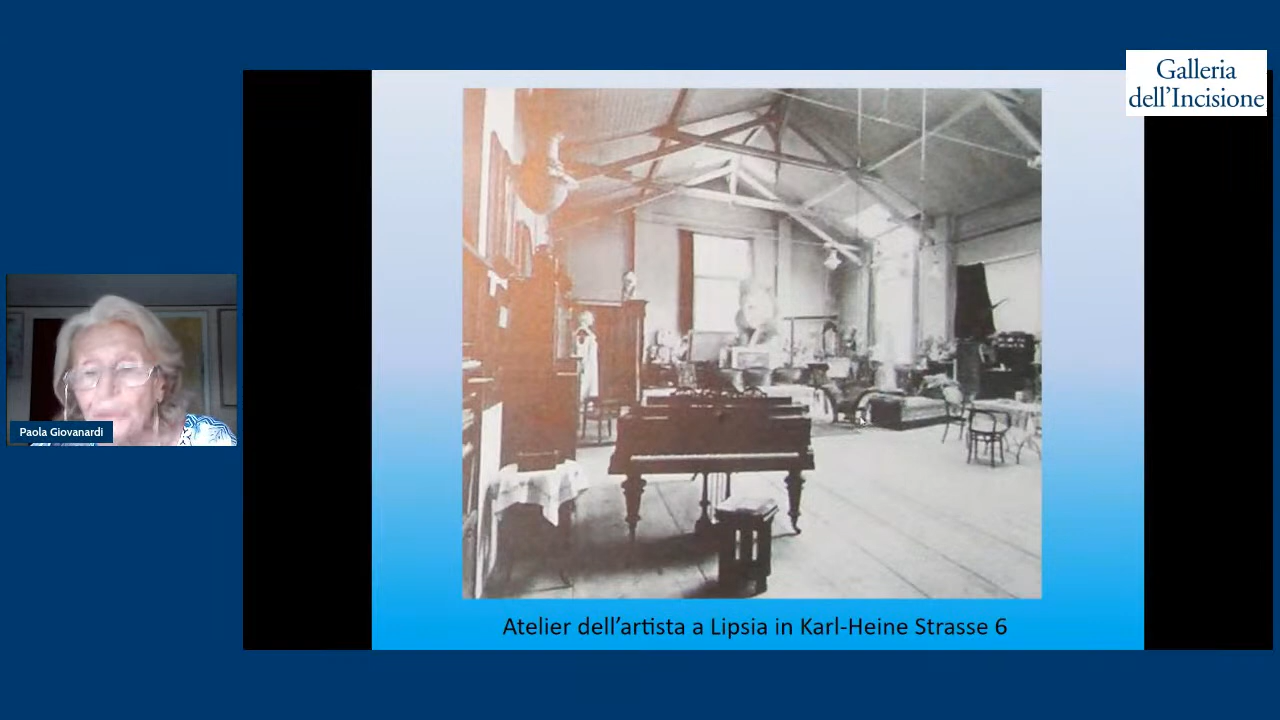 Galleria
dell'Incisione
Paola Giovanardi
Atelier dell'artista a Lipsia in Karl-Heine Strasse 6